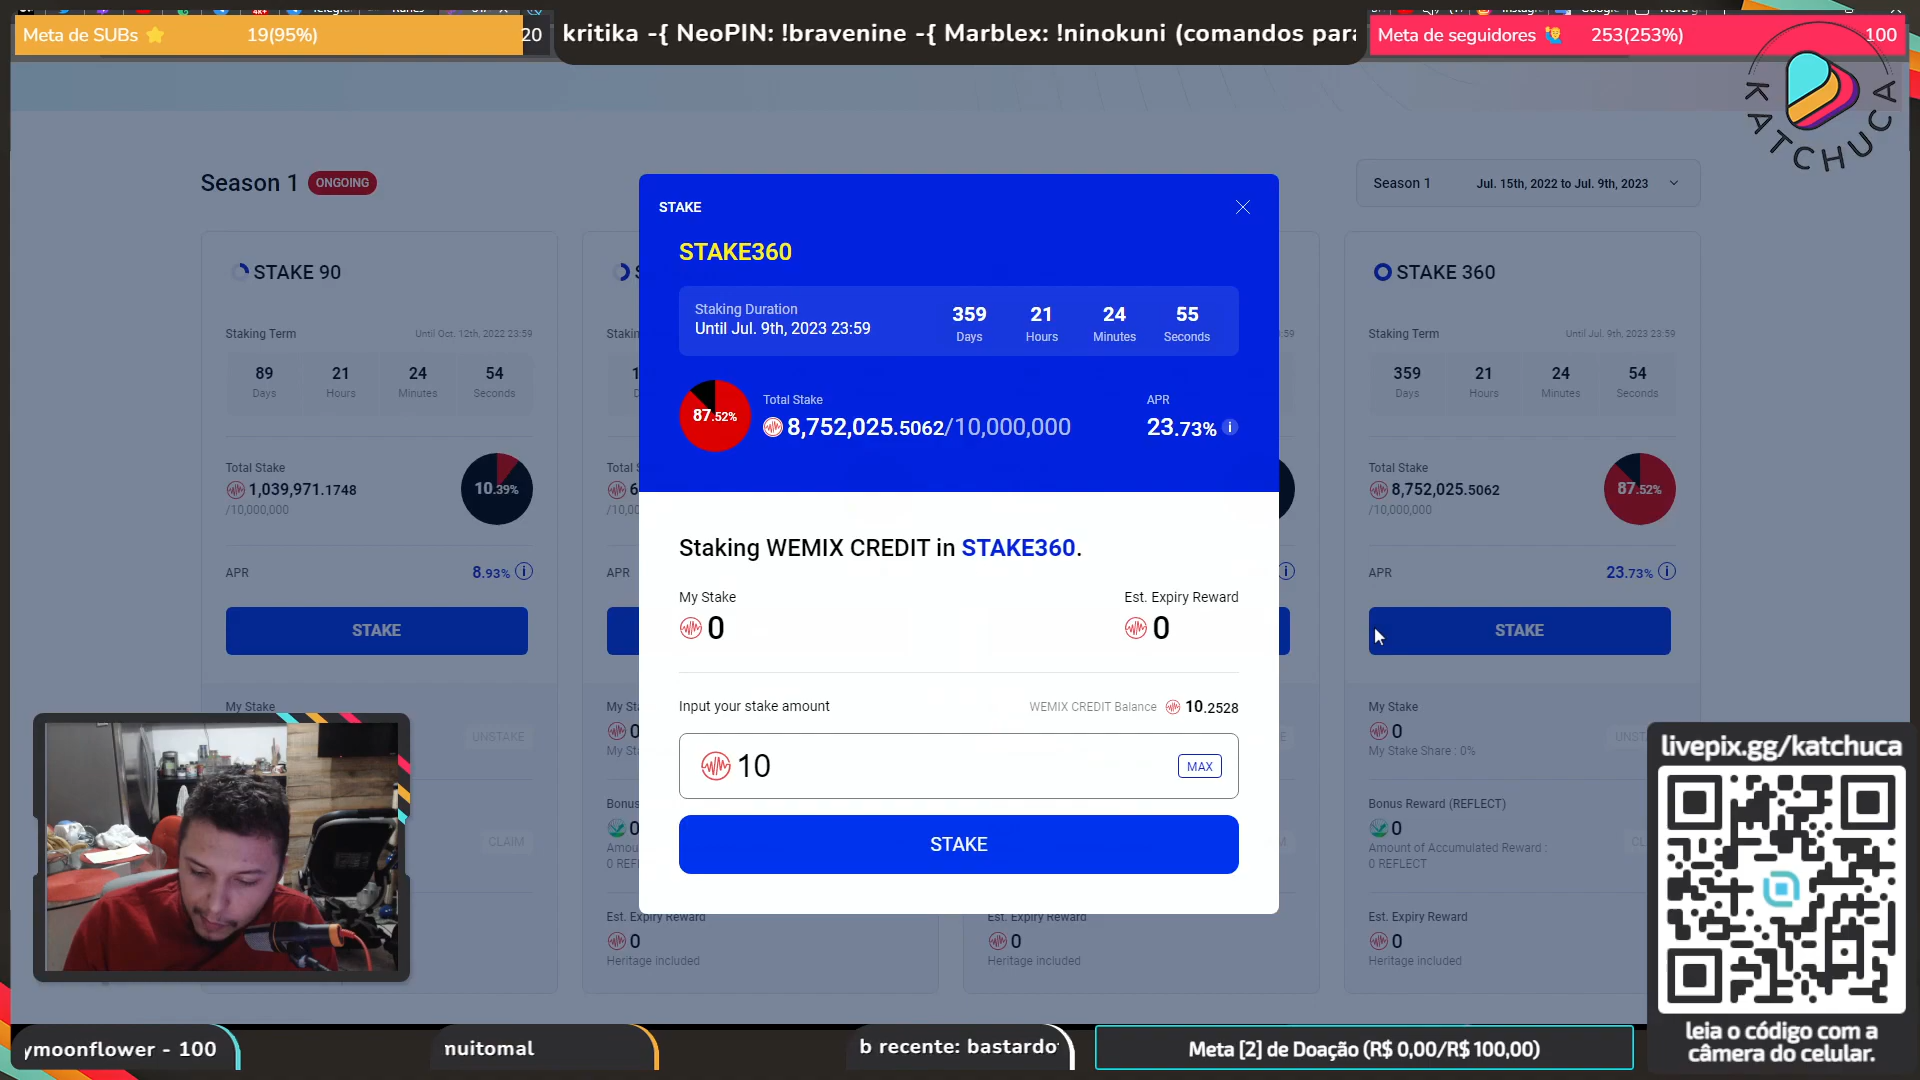 Meta de SUBs 19(95%) 20
kritika -{ NeoPIN: !bravenine -{ Marblex: !ninokuni (comandos para
Meta de seguidores 253(253%) 100
KATCHUCA
Season 1 ONGOING
Season 1 Jul. 15th, 2022 to Jul. 9th, 2023
STAKE
STAKE360
Staking Duration
Until Jul. 9th, 2023 23:59
359 21 24 55
Days Hours Minutes Seconds
87.52%
Total Stake
8,752,025.5062/10,000,000
APR
23.73%
Staking WEMIX CREDIT in STAKE360.
My Stake
0
Est. Expiry Reward
0
Input your stake amount
WEMIX CREDIT Balance 10.2528
10
MAX
STAKE
STAKE 90
Staking Term Until Oct. 12th, 2022 23:59
89 21 24 54
Days Hours Minutes Seconds
Total Stake
1,039,971.1748
/10,000,000
10.39%
APR 8.93%
STAKE
My Stake
UNSTAKE
CLAIM
APR
0
Est. Expiry Reward
0
Heritage included
Est. Expiry Reward
0
Heritage included
STAKE 360
Staking Term Until Jul. 9th, 2023 23:59
359 21 24 54
Days Hours Minutes Seconds
Total Stake
8,752,025.5062
/10,000,000
87.52%
APR 23.73%
STAKE
My Stake
0
My Stake Share : 0%
Bonus Reward (REFLECT)
0
Amount of Accumulated Reward :
0 REFLECT
Est. Expiry Reward
0
Heritage included
livepix.gg/katchuca
leia o código com a
câmera do celular.
ymoonflower - 100
nuitomal
b recente: bastardo
Meta [2] de Doação (R$ 0,00/R$ 100,00)